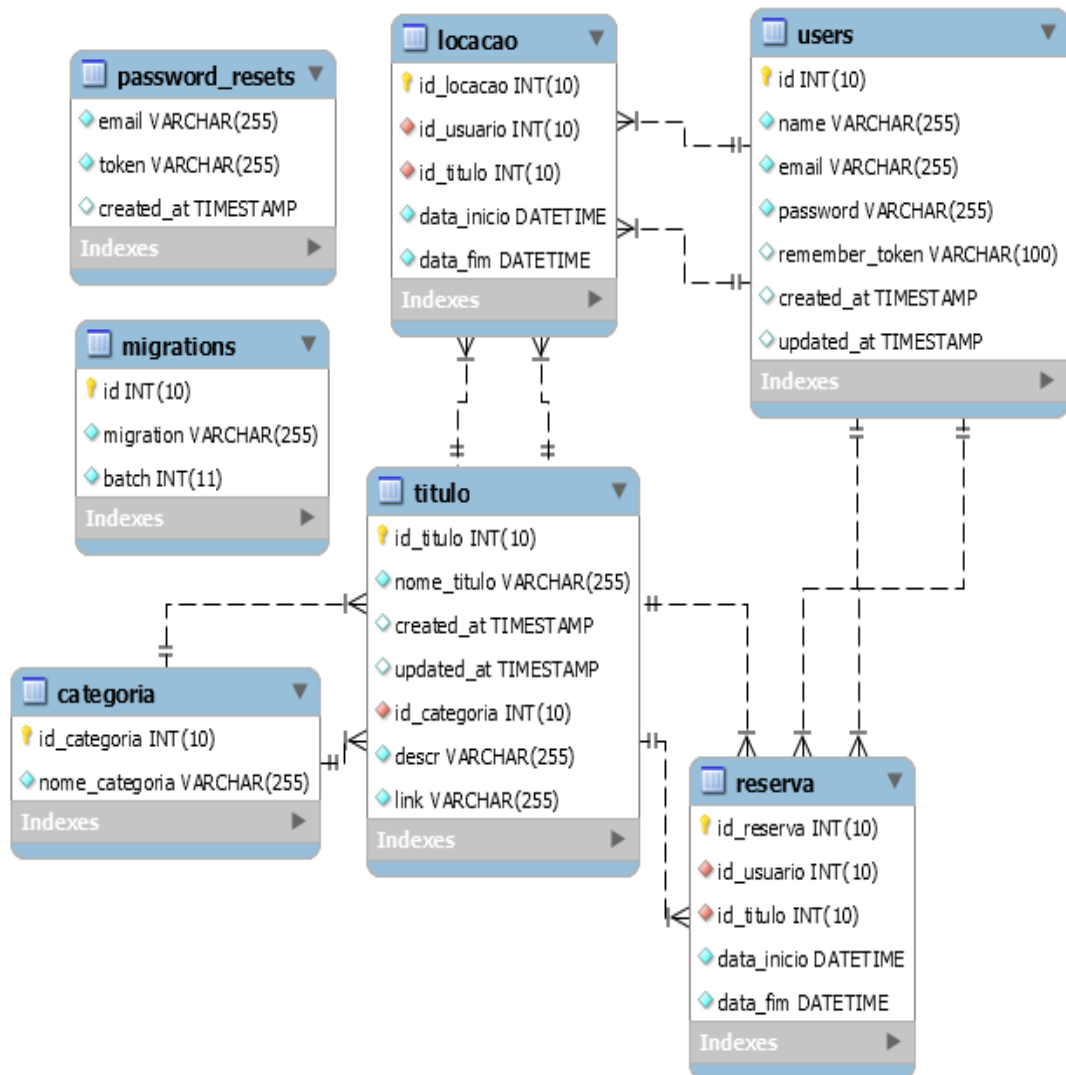 password_resets
email VARCHAR(255)
token VARCHAR(255)
created_at TIMESTAMP
Indexes
locacao
id_locacao INT(10)
id_usuario INT(10)
id_titulo INT(10)
data_inicio DATETIME
data_fim DATETIME
Indexes
users
id INT(10)
name VARCHAR(255)
email VARCHAR(255)
password VARCHAR(255)
remember_token VARCHAR(100)
created_at TIMESTAMP
updated_at TIMESTAMP
Indexes
migrations
id INT(10)
migration VARCHAR(255)
batch INT(11)
Indexes
titulo
id_titulo INT(10)
nome_titulo VARCHAR(255)
created_at TIMESTAMP
updated_at TIMESTAMP
id_categoria INT(10)
descr VARCHAR(255)
link VARCHAR(255)
Indexes
categoria
id_categoria INT(10)
nome_categoria VARCHAR(255)
Indexes
reserva
id_reserva INT(10)
id_usuario INT(10)
id_titulo INT(10)
data_inicio DATETIME
data_fim DATETIME
Indexes